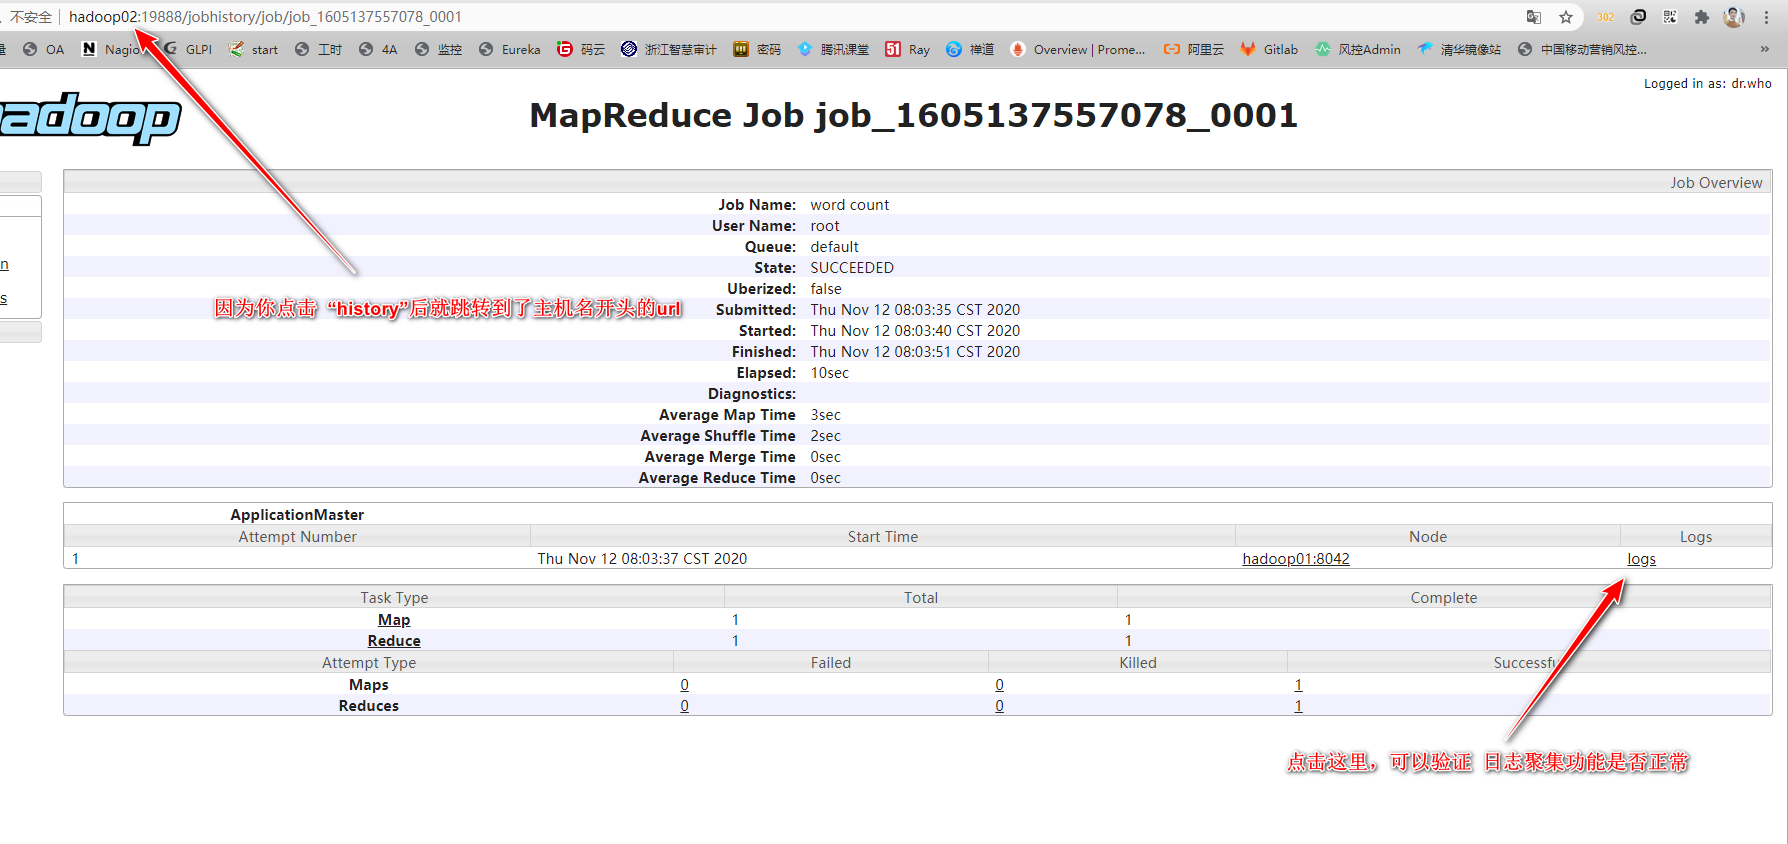 不安全 | hadoop02:19888/jobhistory/job/job_1605137557078_0001
302
OA Nagio GLPI start 工时 4A 监控 Eureka 码云 浙江智慧审计 密码 腾讯课堂 Ray 禅道 Overview | Prome... 阿里云 Gitlab 风控Admin 清华镜像站 中国移动营销风控... »
Logged in as: dr.who
adoop
MapReduce Job job_1605137557078_0001
Job Overview
Job Name: word count
User Name: root
Queue: default
n
State: SUCCEEDED
Uberized: false
s
因为你点击 “history”后就跳转到了主机名开头的url
Submitted: Thu Nov 12 08:03:35 CST 2020
Started: Thu Nov 12 08:03:40 CST 2020
Finished: Thu Nov 12 08:03:51 CST 2020
Elapsed: 10sec
Diagnostics:
Average Map Time 3sec
Average Shuffle Time 2sec
Average Merge Time 0sec
Average Reduce Time 0sec
ApplicationMaster
Attempt Number Start Time Node Logs
1 Thu Nov 12 08:03:37 CST 2020 hadoop01:8042 logs
Task Type Total Complete
Map 1 1
Reduce 1 1
Attempt Type Failed Killed Successfu
Maps 0 0 1
Reduces 0 0 1
点击这里，可以验证 日志聚集功能是否正常